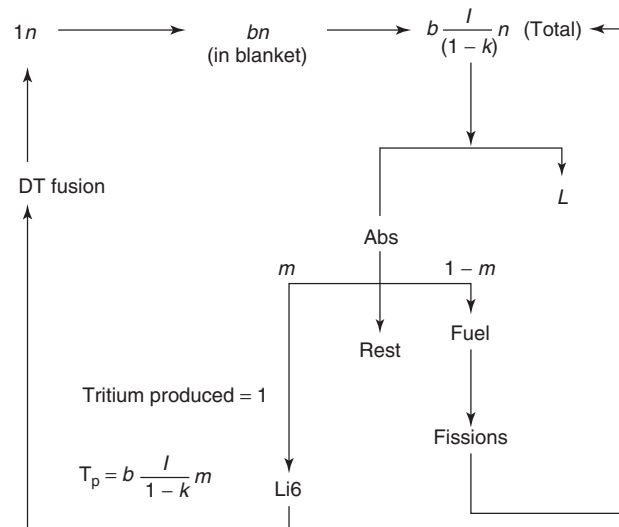 1n
bn
(in blanket)
b I/(1 – k) n (Total)
DT fusion
L
Abs
m
1 – m
Rest
Fuel
Tritium produced = 1
Fissions
Tp = b I/1 – k m
Li6